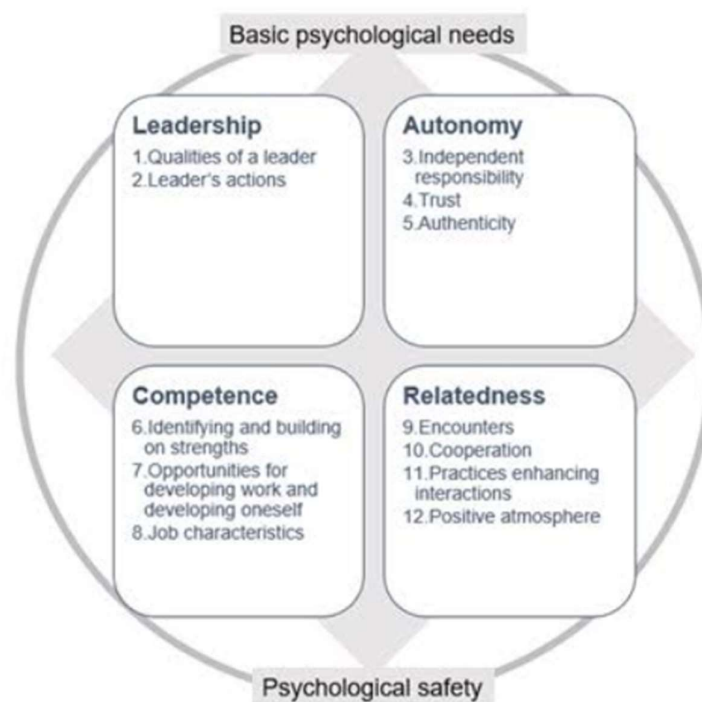 Basic psychological needs
Leadership
1.Qualities of a leader
2.Leader's actions
Autonomy
3.Independent
responsibility
4.Trust
5.Authenticity
Competence
6.Identifying and building
on strengths
7.Opportunities for
developing work and
developing oneself
8.Job characteristics
Relatedness
9.Encounters
10.Cooperation
11.Practices enhancing
interactions
12.Positive atmosphere
Psychological safety